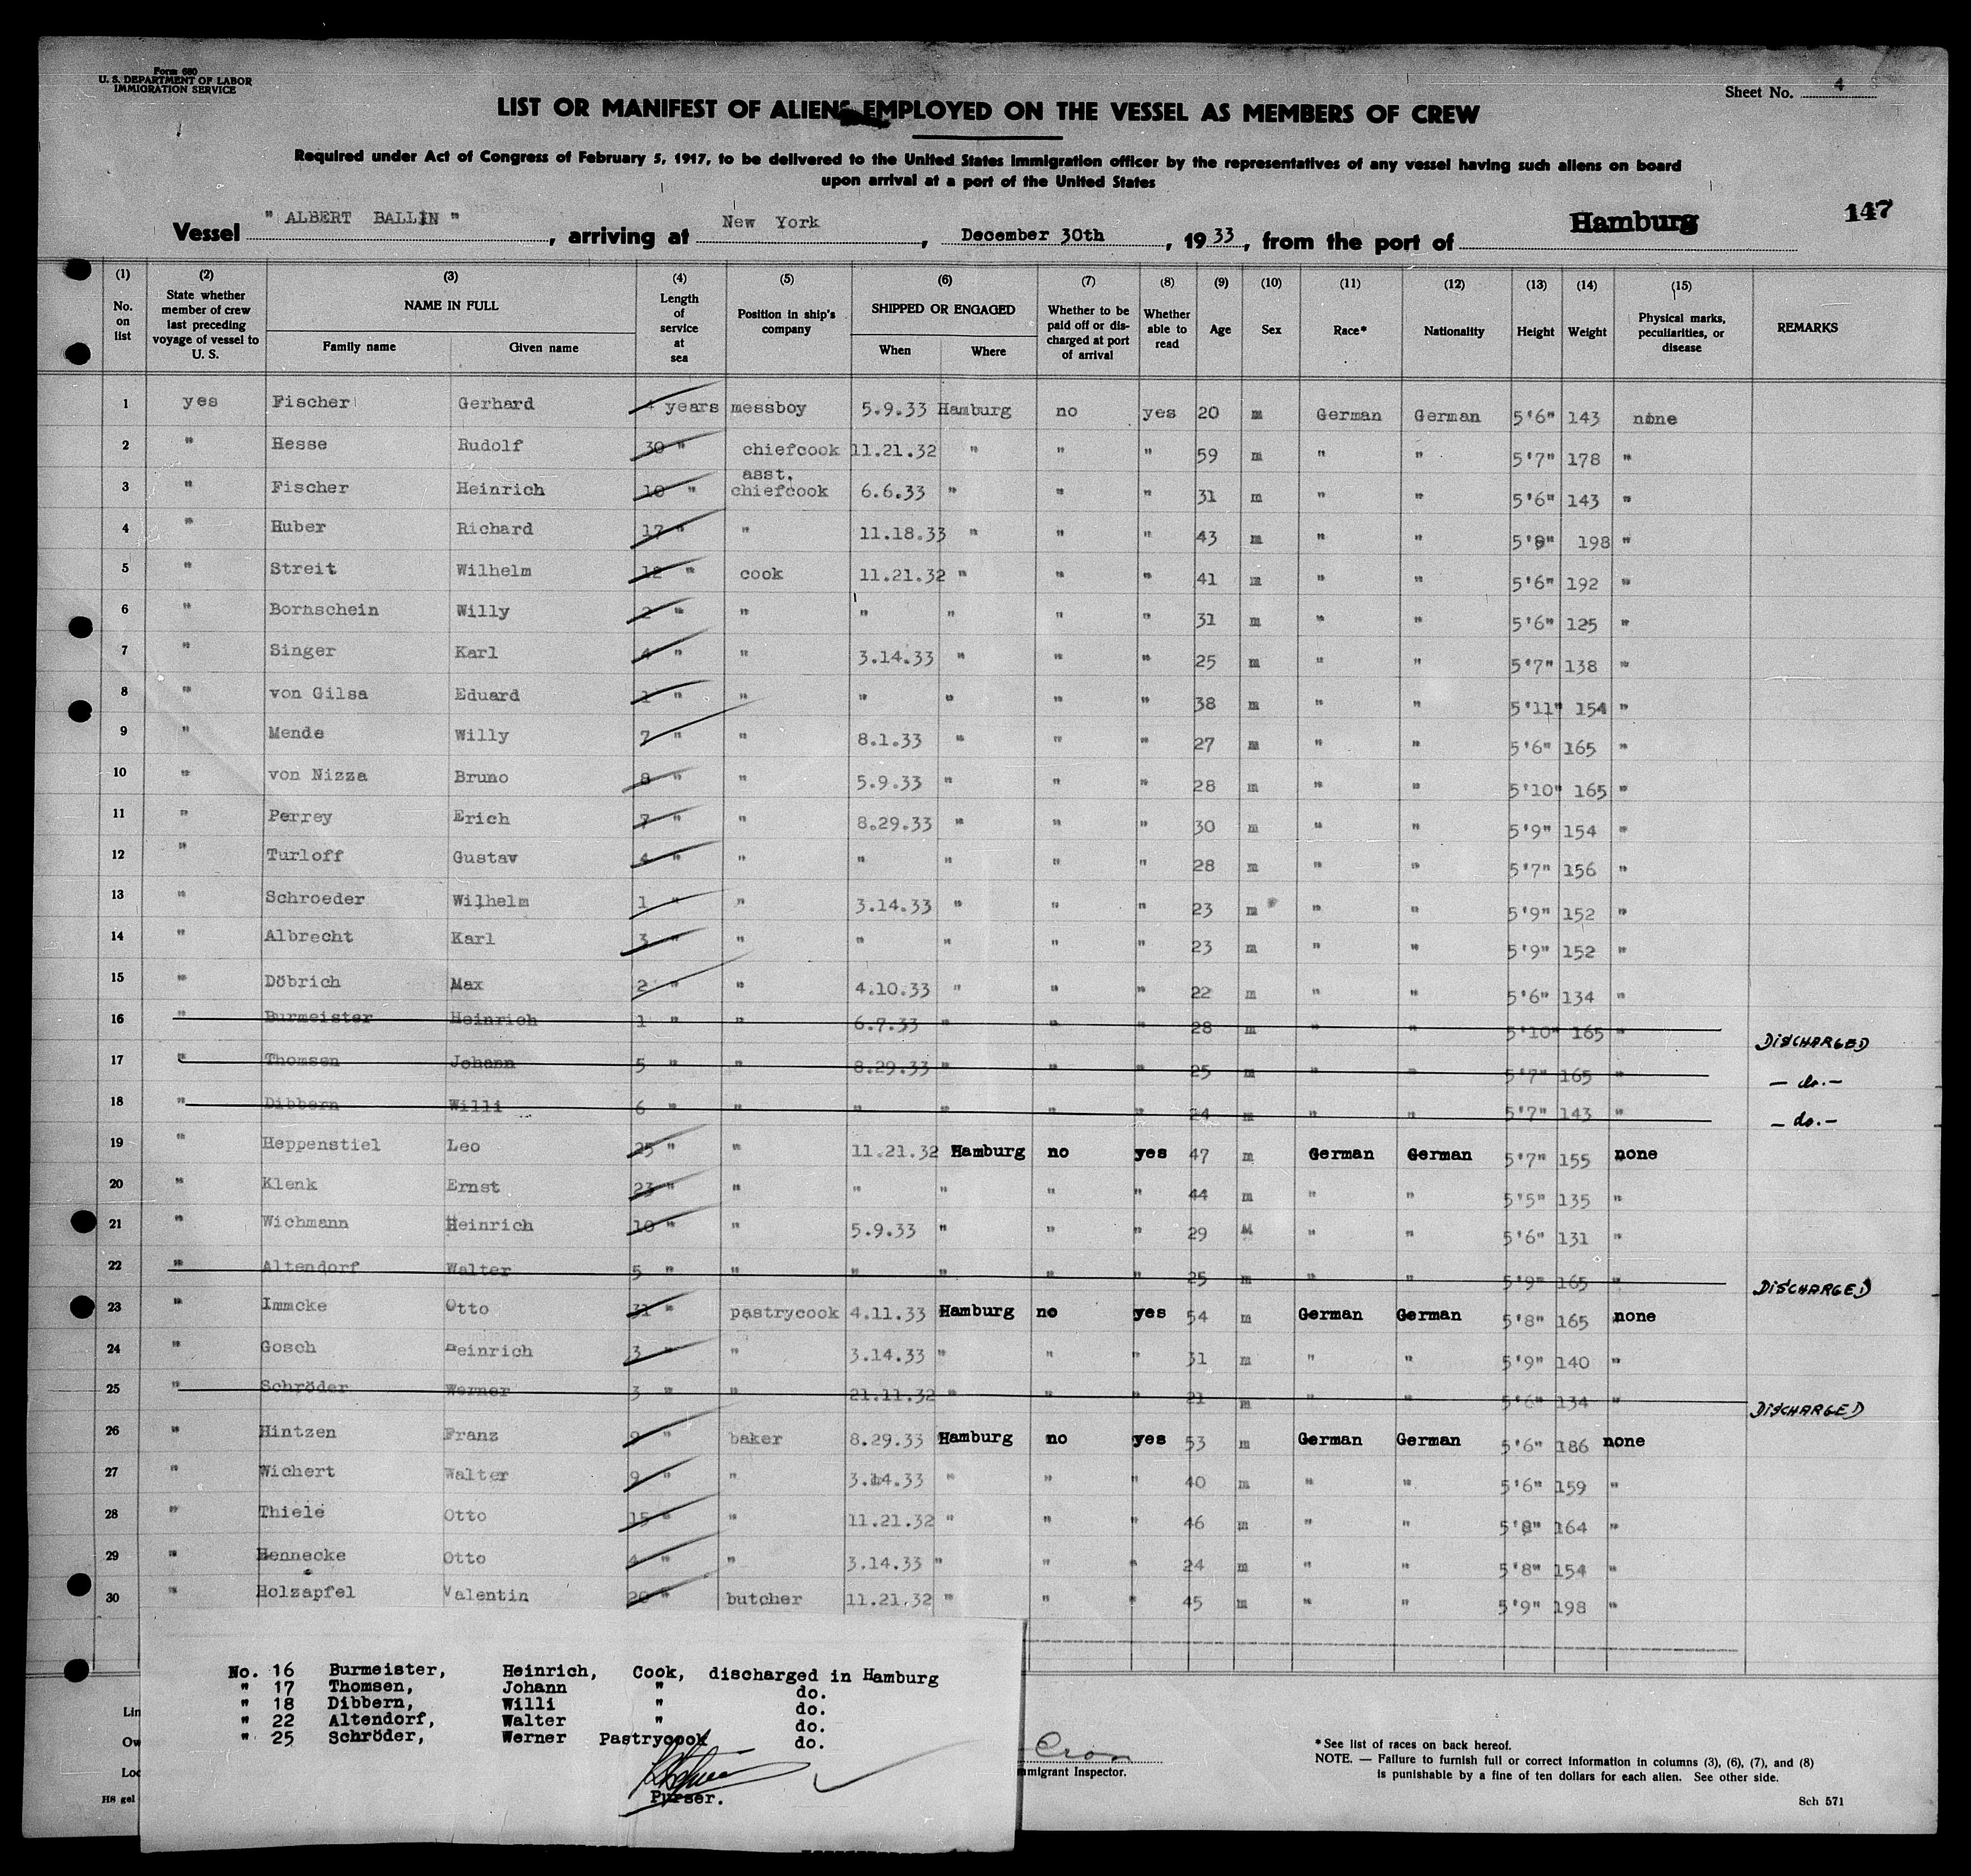 Form 680
U. S. DEPARTMENT OF LABOR
IMMIGRATION SERVICE
Sheet No. 4
LIST OR MANIFEST OF ALIENS EMPLOYED ON THE VESSEL AS MEMBERS OF CREW
Required under Act of Congress of February 5, 1917, to be delivered to the United States immigration officer by the representatives of any vessel having such aliens on board
upon arrival at a port of the United States
147
Vessel " ALBERT BALLIN ", arriving at New York, December 30th, 1933, from the port of Hamburg
(1) (2) (3) (4) (5) (6) (7) (8) (9) (10) (11) (12) (13) (14) (15)
No. on list State whether member of crew last preceding voyage of vessel to U. S. NAME IN FULL Family name Given name Length of service at sea Position in ship's company SHIPPED OR ENGAGED When Where Whether to be paid off or discharged at port of arrival Whether able to read Age Sex Race* Nationality Height Weight Physical marks, peculiarities, or disease REMARKS
1 yes Fischer Gerhard 4 years messboy 5.9.33 Hamburg no yes 20 m German German 5'6" 143 none
2 " Hesse Rudolf 30 " chiefcook 11.21.32 " " " 59 m " " 5'7" 178 "
3 " Fischer Heinrich 10 " asst. chiefcook 6.6.33 " " " 31 m " " 5'6" 143 "
4 " Huber Richard 17 " " 11.18.33 " " " 43 m " " 5'8" 198 "
5 " Streit Wilhelm 12 " cook 11.21.32 " " " 41 m " " 5'6" 192 "
6 " Bornschein Willy 2 " " " " " " 31 m " " 5'6" 125 "
7 " Singer Karl 4 " " 3.14.33 " " " 25 m " " 5'7" 138 "
8 " von Gilsa Eduard 1 " " " " " " 38 m " " 5'11" 154 "
9 " Mende Willy 7 " " 8.1.33 " " " 27 m " " 5'6" 165 "
10 " von Nizza Bruno 8 " " 5.9.33 " " " 28 m " " 5'10" 165 "
11 " Perrey Erich 7 " " 8.29.33 " " " 30 m " " 5'9" 154 "
12 " Turloff Gustav 4 " " " " " " 28 m " " 5'7" 156 "
13 " Schroeder Wilhelm 1 " " 3.14.33 " " " 23 m " " 5'9" 152 "
14 " Albrecht Karl 3 " " " " " " 23 m " " 5'9" 152 "
15 " Döbrich Max 2 " " 4.10.33 " " " 22 m " " 5'6" 134 "
16 " Burmeister Heinrich 1 " " 6.7.33 " " " 28 m " " 5'10" 165 " DISCHARGED
17 " Thomsen Johann 5 " " 8.29.33 " " " 25 m " " 5'7" 165 " — do. —
18 " Dibbern Willi 6 " " " " " " 24 m " " 5'7" 143 " — do. —
19 " Heppenstiel Leo 25 " " 11.21.32 Hamburg no yes 47 m German German 5'7" 155 none
20 " Klenk Ernst 23 " " " " " " 44 m " " 5'5" 135 "
21 " Wichmann Heinrich 10 " " 5.9.33 " " " 29 M " " 5'6" 131 "
22 " Altendorf Walter 5 " " " " " " 25 m " " 5'9" 165 " DISCHARGED
23 " Immcke Otto 31 " pastrycook 4.11.33 Hamburg no yes 54 m German German 5'8" 165 none
24 " Gosch Heinrich 3 " " 3.14.33 " " " 31 m " " 5'9" 140 "
25 " Schröder Werner 3 " " 21.11.32 " " " 21 m " " 5'6" 134 " DISCHARGED
26 " Hintzen Franz 9 " baker 8.29.33 Hamburg no yes 53 m German German 5'6" 186 none
27 " Wichert Walter 9 " " 3.14.33 " " " 40 m " " 5'6" 159 "
28 " Thiele Otto 15 " " 11.21.32 " " " 46 m " " 5'8" 164 "
29 " Hennecke Otto 4 " " 3.14.33 " " " 24 m " " 5'8" 154 "
30 " Holzapfel Valentin 20 " butcher 11.21.32 " " " 45 m " " 5'9" 198 "
No. 16 Burmeister, Heinrich, Cook, discharged in Hamburg
" 17 Thomsen, Johann " do.
" 18 Dibbern, Willi " do.
" 22 Altendorf, Walter " do.
" 25 Schröder, Werner Pastrycook do.
Purser.
Lin
Ow
Loc
H8 gel
mmigrant Inspector.
* See list of races on back hereof.
NOTE. — Failure to furnish full or correct information in columns (3), (6), (7), and (8)
is punishable by a fine of ten dollars for each alien. See other side.
Sch 571